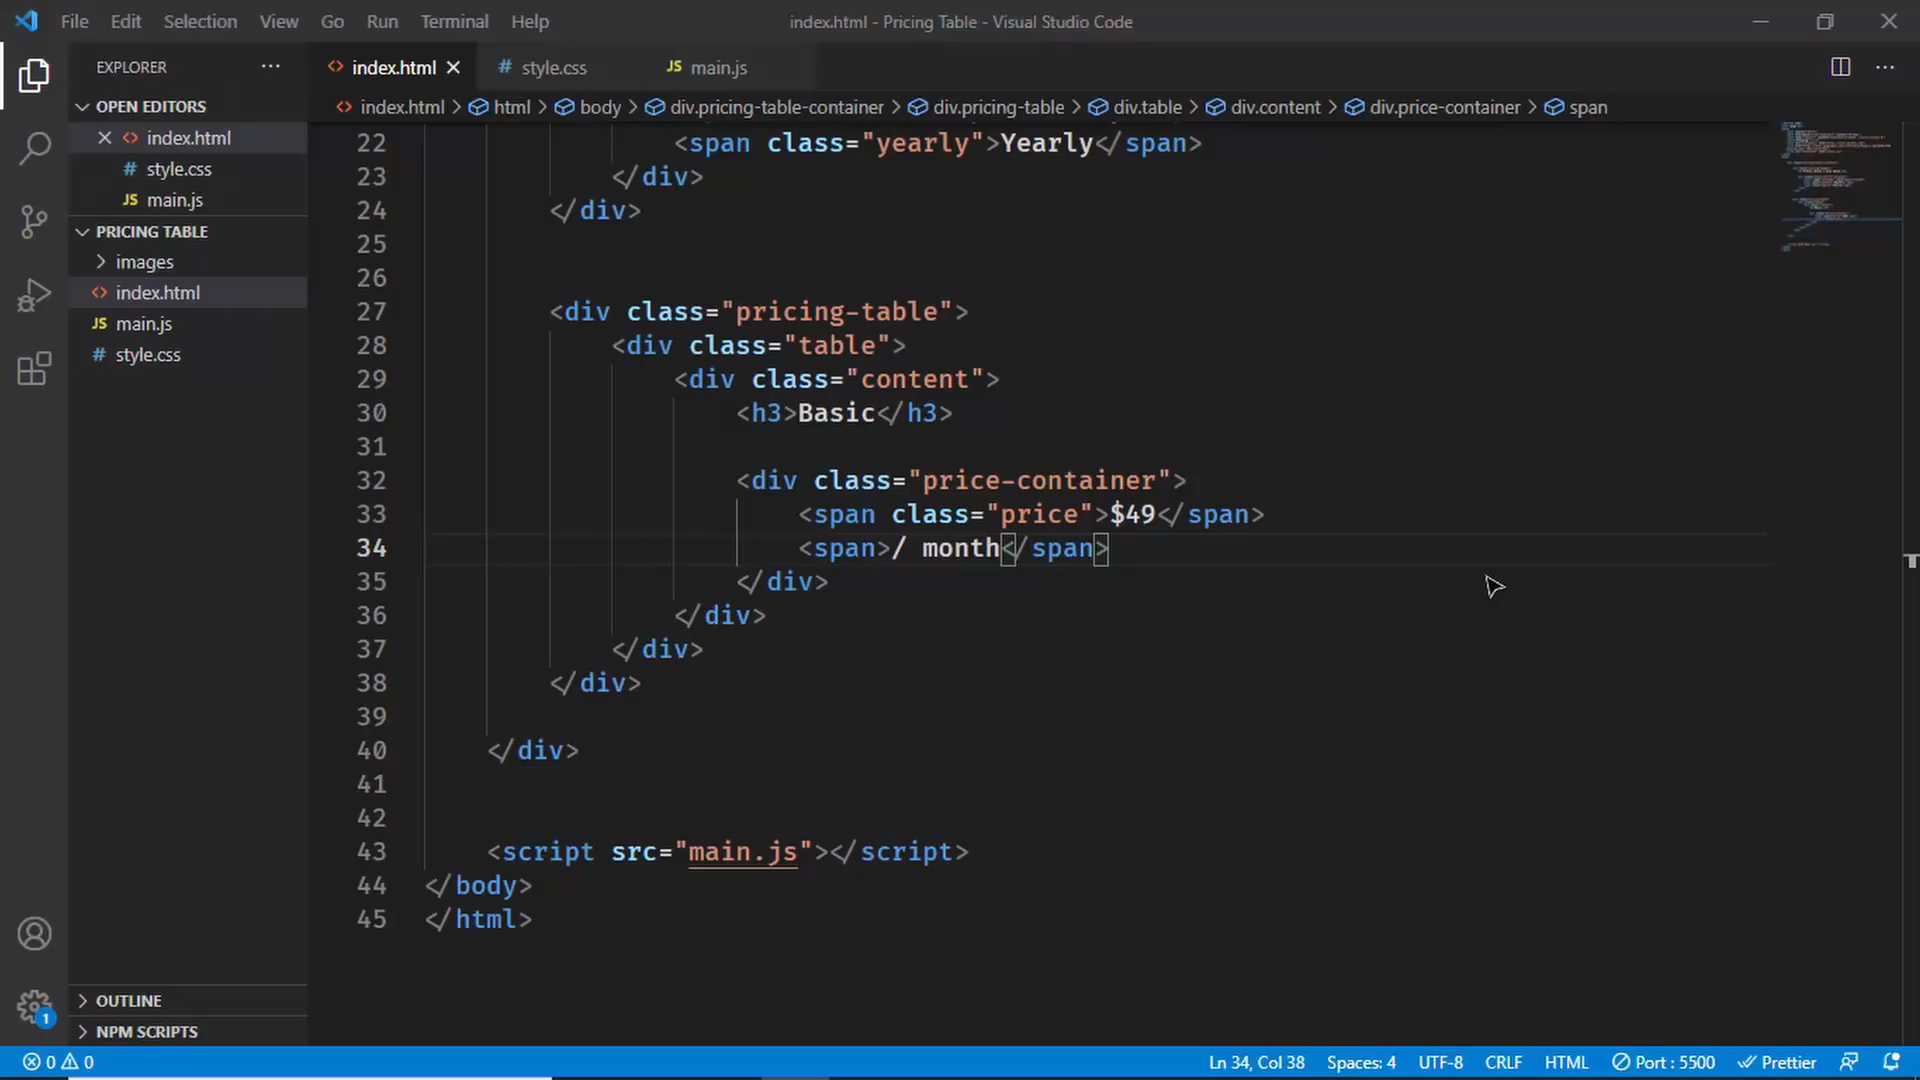 File Edit Selection View Go Run Terminal Help index.html - Pricing Table - Visual Studio Code
EXPLORER
OPEN EDITORS
index.html
# style.css
JS main.js
PRICING TABLE
images
index.html
JS main.js
# style.css
OUTLINE
NPM SCRIPTS
index.html # style.css JS main.js
index.html > html > body > div.pricing-table-container > div.pricing-table > div.table > div.content > div.price-container > span
22 <span class="yearly">Yearly</span>
23 </div>
24 </div>
25
26
27 <div class="pricing-table">
28 <div class="table">
29 <div class="content">
30 <h3>Basic</h3>
31
32 <div class="price-container">
33 <span class="price">$49</span>
34 <span>/ month</span>
35 </div>
36 </div>
37 </div>
38 </div>
39
40 </div>
41
42
43 <script src="main.js"></script>
44 </body>
45 </html>
1
0 0 Ln 34, Col 38 Spaces: 4 UTF-8 CRLF HTML Port : 5500 Prettier